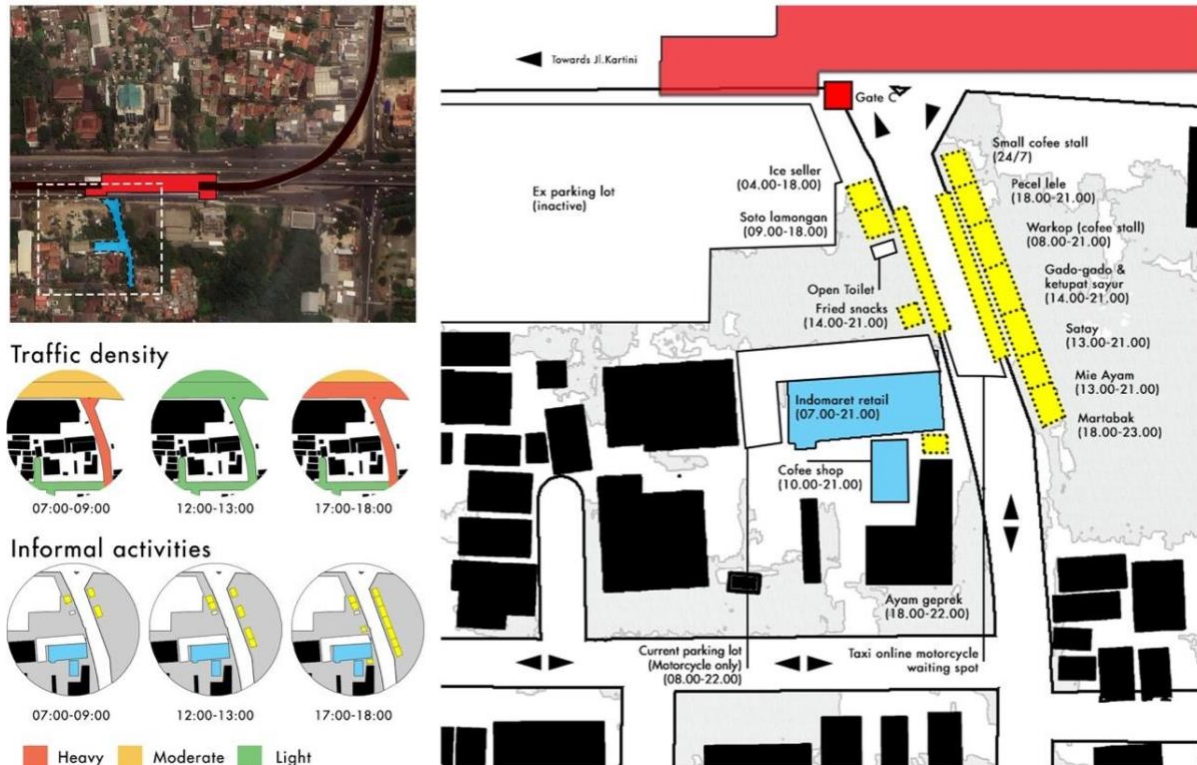 Towards Jl.Kartini
Gate C
Ex parking lot
(inactive)
Ice seller
(04.00-18.00)
Soto lamongan
(09.00-18.00)
Open Toilet
Fried snacks
(14.00-21.00)
Small cofee stall
(24/7)
Pecel lele
(18.00-21.00)
Warkop (cofee stall)
(08.00-21.00)
Gado-gado &
ketupat sayur
(14.00-21.00)
Satay
(13.00-21.00)
Mie Ayam
(13.00-21.00)
Martabak
(18.00-23.00)
Indomaret retail
(07.00-21.00)
Cofee shop
(10.00-21.00)
Ayam geprek
(18.00-22.00)
Current parking lot
(Motorcycle only)
(08.00-22.00)
Taxi online motorcycle
waiting spot
Traffic density
07:00-09:00 12:00-13:00 17:00-18:00
Informal activities
07:00-09:00 12:00-13:00 17:00-18:00
Heavy Moderate Light